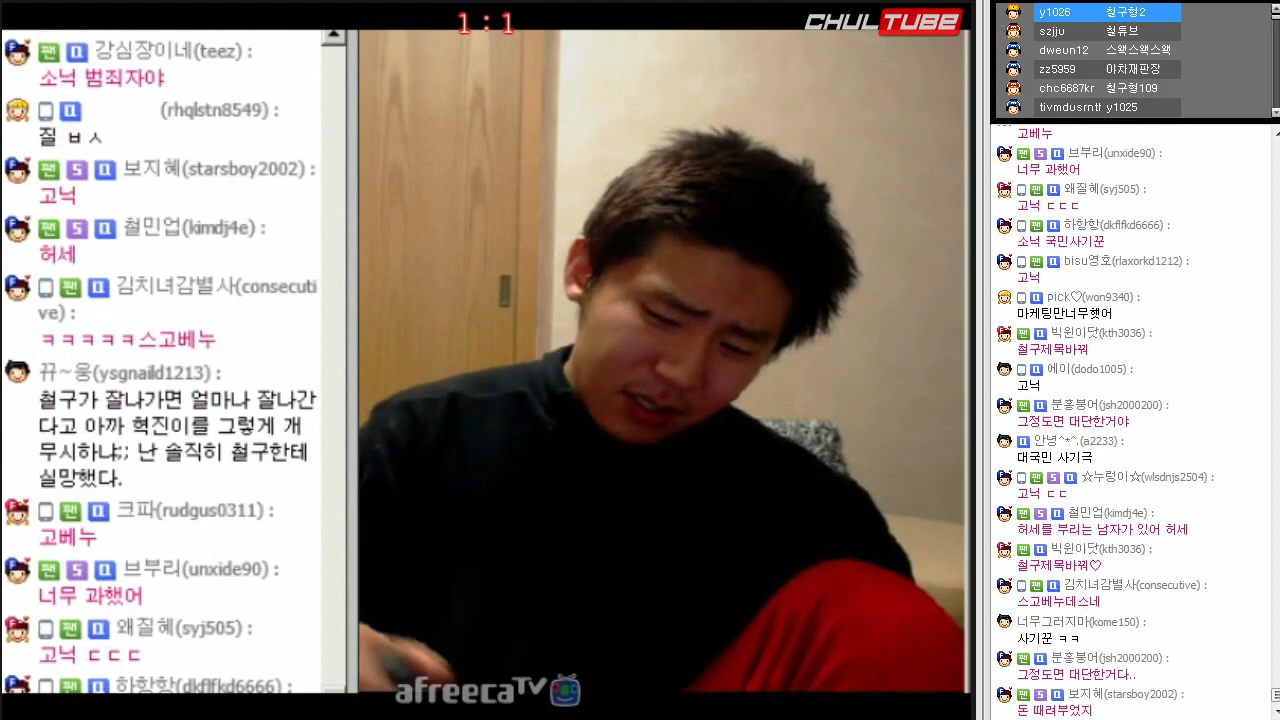 1 : 1
CHULTUBE
강심장이네(teez) :
소닉 범죄자야
(rhqlstn8549) :
질 ㅂㅅ
보지혜(starsboy2002) :
고닉
철민업(kimdj4e) :
허세
김치녀감별사(consecuti
ve) :
ㅋㅋㅋㅋㅋ스고베누
뀨~웅(ysgnaild1213) :
철구가 잘나가면 얼마나 잘나간
다고 아까 혁진이를 그렇게 개
무시하냐;; 난 솔직히 철구한테
실망했다.
크파(rudgus0311) :
고베누
브부리(unxide90) :
너무 과했어
왜질혜(syj505) :
고닉 ㄷㄷㄷ
하항항(dkflfkd6666) :
afreecaTV
y1026 철구형2
szjju 철튜브
dweun12 스왝스왝스왝
zz5959 야차재판장
chc6687kr 철구형109
y1025
고베누
브부리(unxide90) :
너무 과했어
왜질혜(syj505) :
고닉 ㄷㄷㄷ
하항항(dkflfkd6666) :
소닉 국민사기꾼
bisu영호(rlaxorkd1212) :
고닉
pick♡(won9340) :
마케팅만너무했어
빅윈이닷(kth3036) :
철구제목바꿔
에이(dodo1005) :
고닉
분홍붕어(jsh2000200) :
그정도면 대단한거야
안녕^*^.(a2233) :
대국민 사기극
☆누렁이☆(wlsdnjs2504) :
고닉 ㄷㄷ
철민업(kimdj4e) :
허세를 부리는 남자가 있어 허세
빅윈이닷(kth3036) :
철구제목바꿔♡
김치녀감별사(consecutive) :
스고베누데스네
너무그러지마(kome150) :
사기꾼 ㅋㅋ
분홍붕어(jsh2000200) :
그정도면 대단한거다..
보지혜(starsboy2002) :
돈 때려부었지